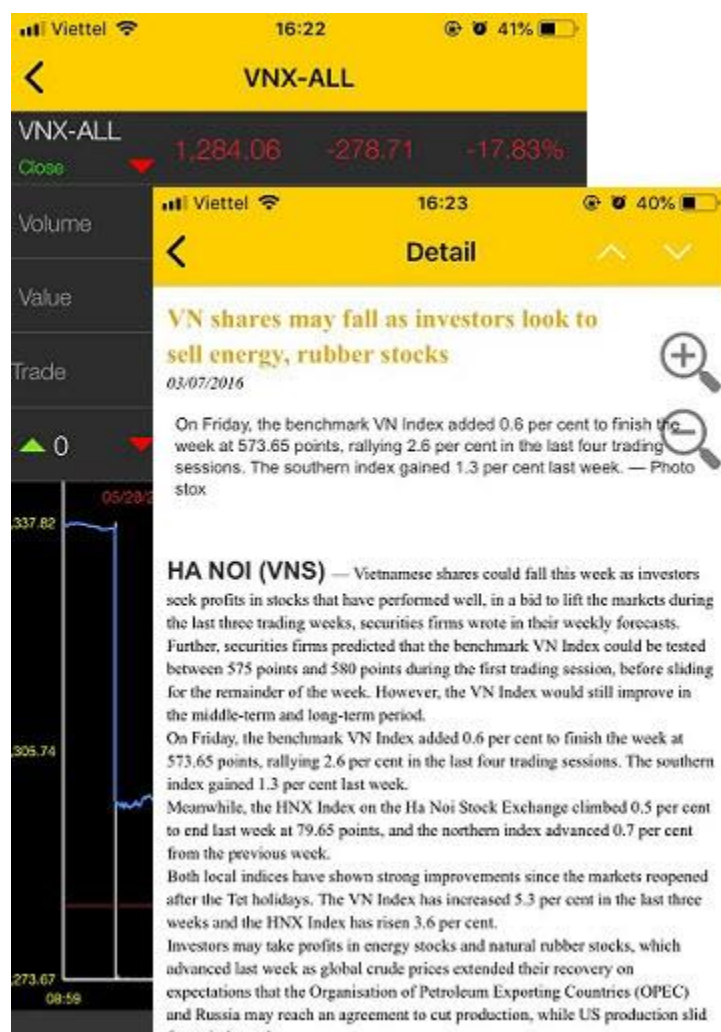 Viettel 16:22 41%
VNX-ALL
VNX-ALL
Close 1,284.06 -278.71 -17.83%
Volume
Value
Trade
0
05/28/2
,337.82
,305.74
,273.67
08:59
Viettel 16:23 40%
Detail
VN shares may fall as investors look to
sell energy, rubber stocks
03/07/2016
On Friday, the benchmark VN Index added 0.6 per cent to finish the
week at 573.65 points, rallying 2.6 per cent in the last four trading
sessions. The southern index gained 1.3 per cent last week. — Photo
stox
HA NOI (VNS) — Vietnamese shares could fall this week as investors
seek profits in stocks that have performed well, in a bid to lift the markets during
the last three trading weeks, securities firms wrote in their weekly forecasts.
Further, securities firms predicted that the benchmark VN Index could be tested
between 575 points and 580 points during the first trading session, before sliding
for the remainder of the week. However, the VN Index would still improve in
the middle-term and long-term period.
On Friday, the benchmark VN Index added 0.6 per cent to finish the week at
573.65 points, rallying 2.6 per cent in the last four trading sessions. The southern
index gained 1.3 per cent last week.
Meanwhile, the HNX Index on the Ha Noi Stock Exchange climbed 0.5 per cent
to end last week at 79.65 points, and the northern index advanced 0.7 per cent
from the previous week.
Both local indices have shown strong improvements since the markets reopened
after the Tet holidays. The VN Index has increased 5.3 per cent in the last three
weeks and the HNX Index has risen 3.6 per cent.
Investors may take profits in energy stocks and natural rubber stocks, which
advanced last week as global crude prices extended their recovery on
expectations that the Organisation of Petroleum Exporting Countries (OPEC)
and Russia may reach an agreement to cut production, while US production slid